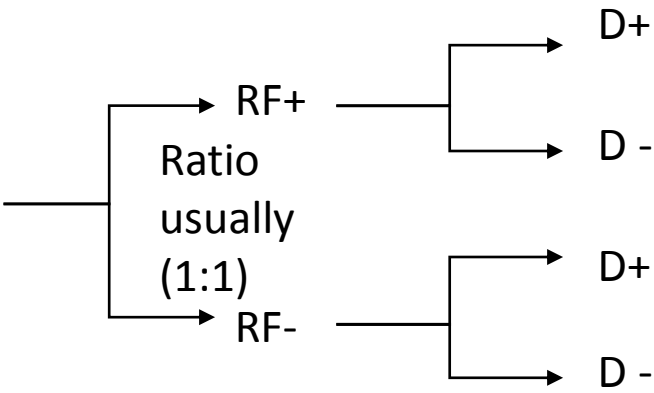 D+
RF+
D -
Ratio
usually
(1:1)
D+
RF-
D -